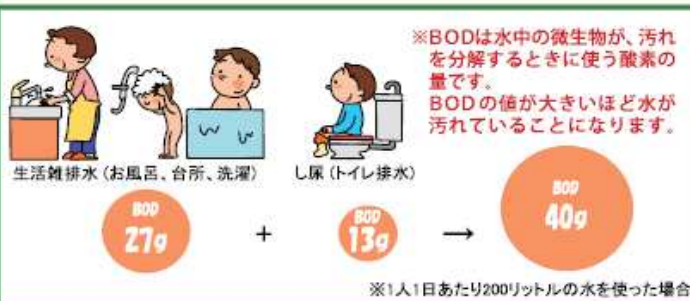 ※BODは水中の微生物が、汚れ
を分解するときに使う酸素の
量です。
BODの値が大きいほど水が
汚れていることになります。
生活雑排水(お風呂、台所、洗濯)
し尿(トイレ排水)
BOD
27g
+
BOD
13g
→
BOD
40g
※1人1日あたり200リットルの水を使った場合